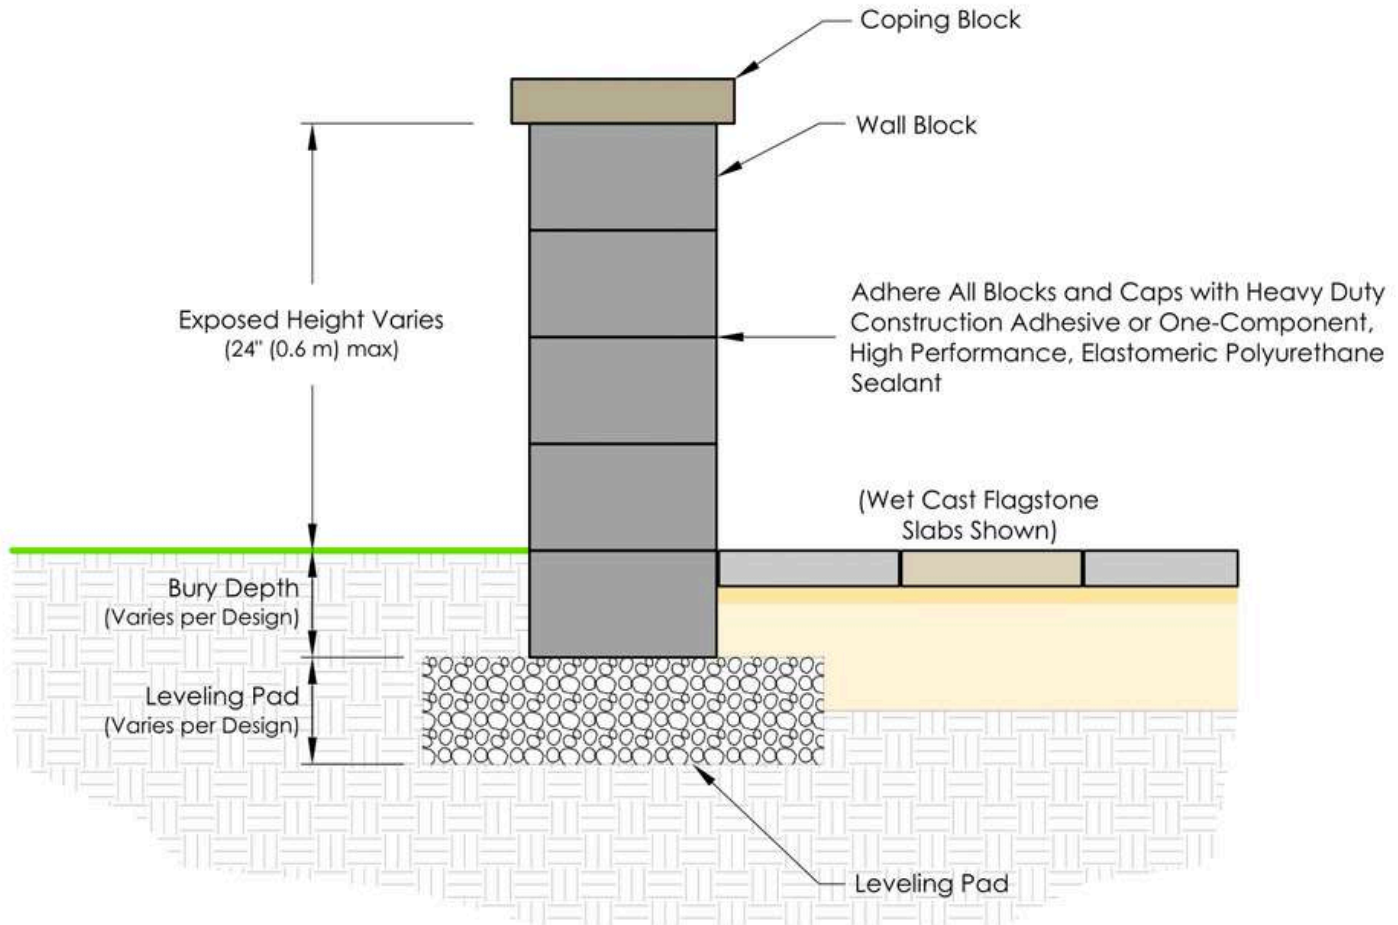 Coping Block
Wall Block
Exposed Height Varies
(24" (0.6 m) max)
Adhere All Blocks and Caps with Heavy Duty
Construction Adhesive or One-Component,
High Performance, Elastomeric Polyurethane
Sealant
(Wet Cast Flagstone
Slabs Shown)
Bury Depth
(Varies per Design)
Leveling Pad
(Varies per Design)
Leveling Pad